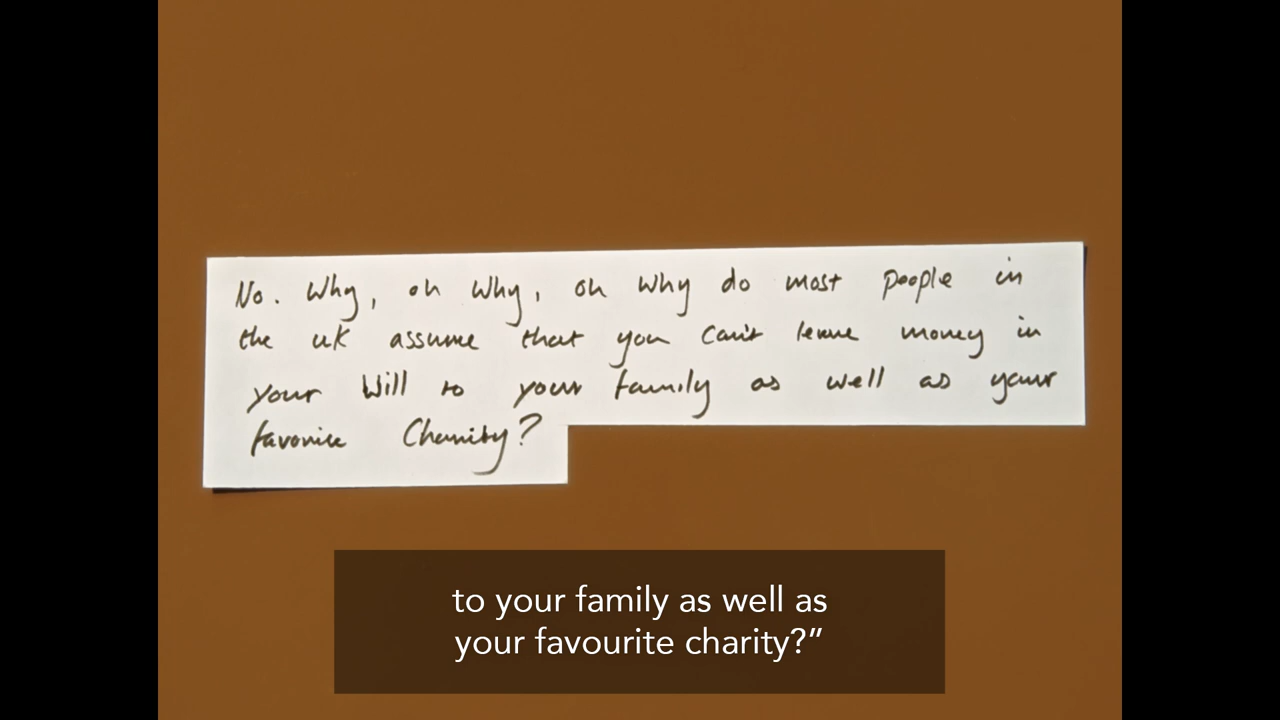 No. Why, oh Why, oh Why do most people in
the UK assume that you can't leave money in
your Will to your family as well as your
favorite Charity?
to your family as well as
your favourite charity?”